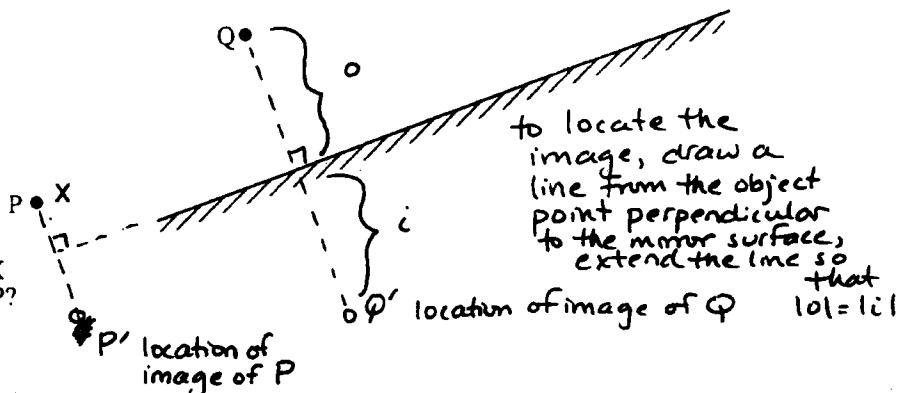 Q
o
to locate the
image, draw a
line from the object
point perpendicular
to the mirror surface,
extend the line so
that
|o| = |i|
P X
i
?
Q' location of image of Q
P' location of
image of P